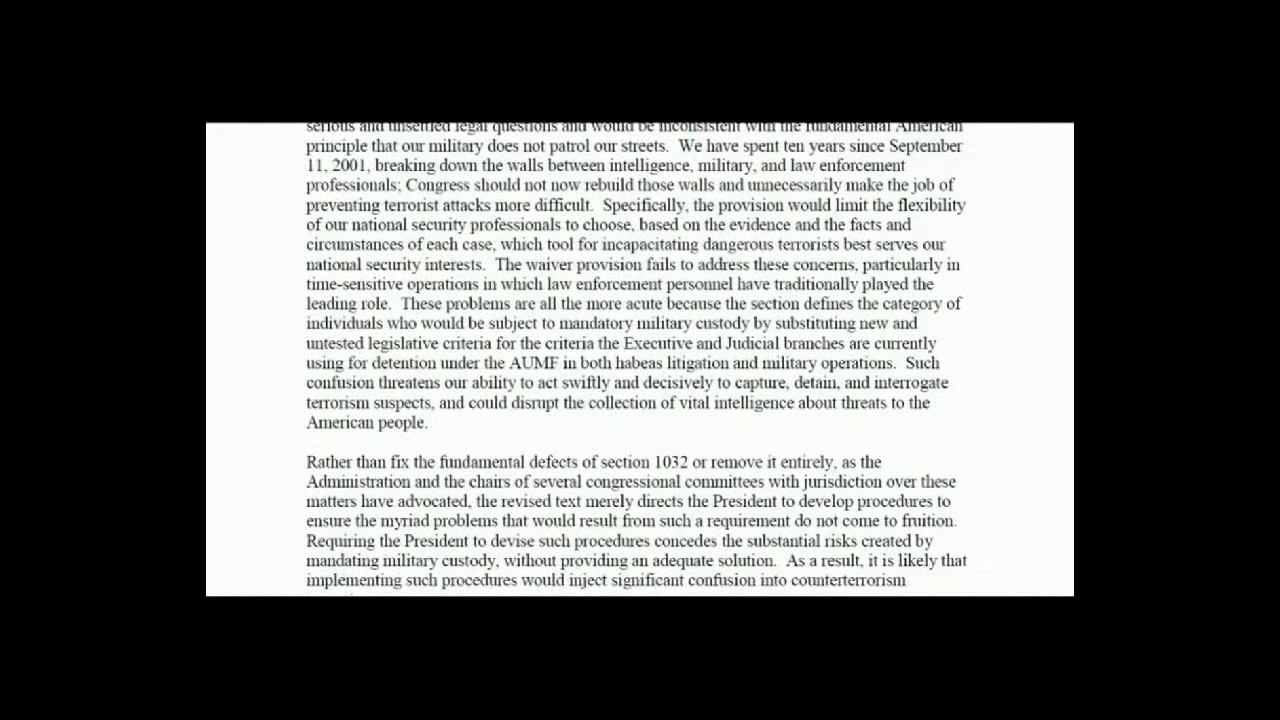 serious and unsettled legal questions and would be inconsistent with the fundamental American
principle that our military does not patrol our streets. We have spent ten years since September
11, 2001, breaking down the walls between intelligence, military, and law enforcement
professionals; Congress should not now rebuild those walls and unnecessarily make the job of
preventing terrorist attacks more difficult. Specifically, the provision would limit the flexibility
of our national security professionals to choose, based on the evidence and the facts and
circumstances of each case, which tool for incapacitating dangerous terrorists best serves our
national security interests. The waiver provision fails to address these concerns, particularly in
time-sensitive operations in which law enforcement personnel have traditionally played the
leading role. These problems are all the more acute because the section defines the category of
individuals who would be subject to mandatory military custody by substituting new and
untested legislative criteria for the criteria the Executive and Judicial branches are currently
using for detention under the AUMF in both habeas litigation and military operations. Such
confusion threatens our ability to act swiftly and decisively to capture, detain, and interrogate
terrorism suspects, and could disrupt the collection of vital intelligence about threats to the
American people.
Rather than fix the fundamental defects of section 1032 or remove it entirely, as the
Administration and the chairs of several congressional committees with jurisdiction over these
matters have advocated, the revised text merely directs the President to develop procedures to
ensure the myriad problems that would result from such a requirement do not come to fruition.
Requiring the President to devise such procedures concedes the substantial risks created by
mandating military custody, without providing an adequate solution. As a result, it is likely that
implementing such procedures would inject significant confusion into counterterrorism